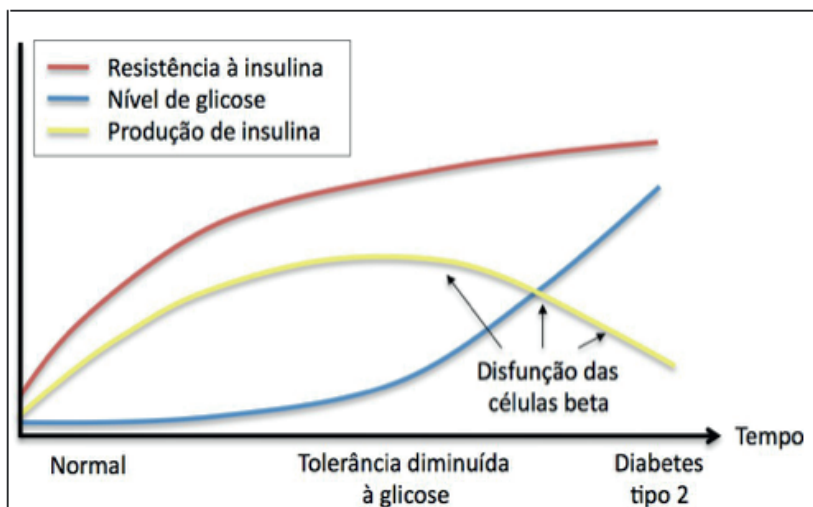 Resistência à insulina
Nível de glicose
Produção de insulina
Disfunção das
células beta
Tempo
Normal
Tolerância diminuída
à glicose
Diabetes
tipo 2